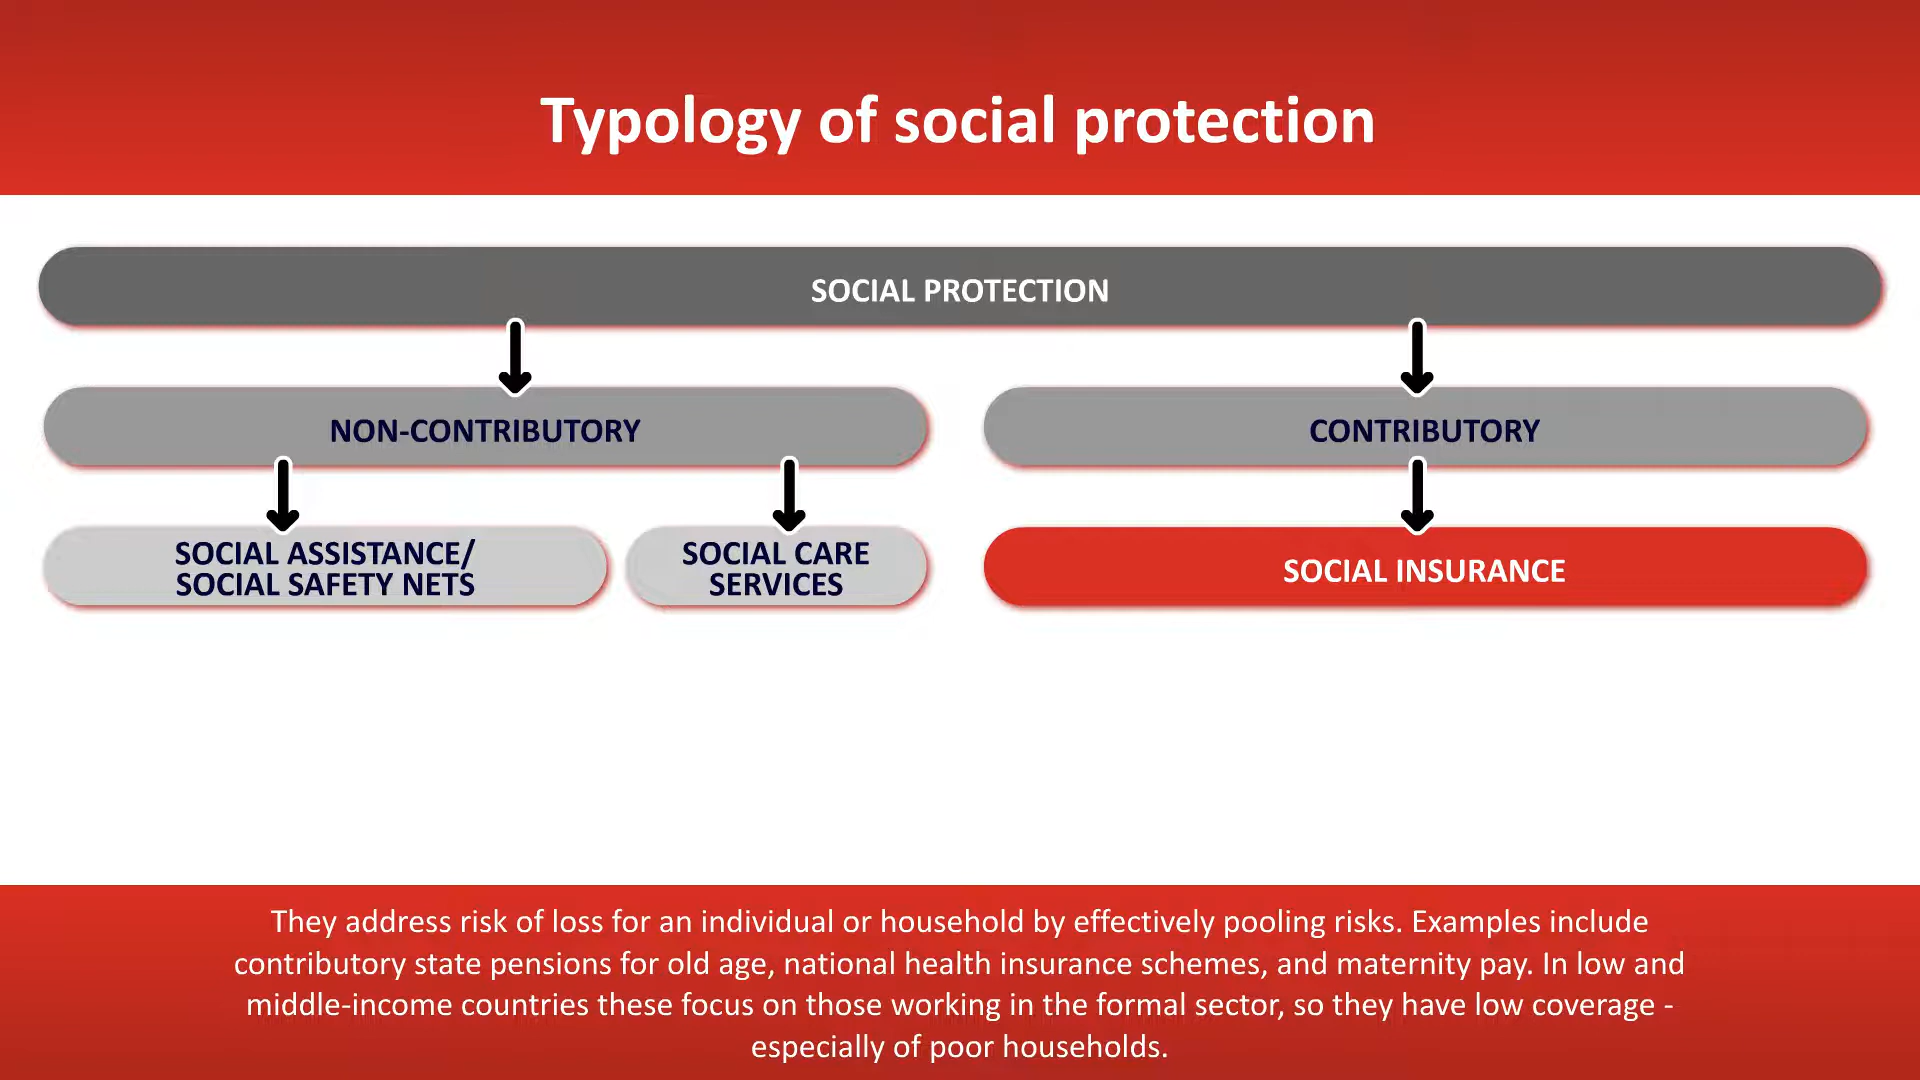 Typology of social protection
SOCIAL PROTECTION
NON-CONTRIBUTORY
CONTRIBUTORY
SOCIAL ASSISTANCE/
SOCIAL SAFETY NETS
SOCIAL CARE
SERVICES
SOCIAL INSURANCE
They address risk of loss for an individual or household by effectively pooling risks. Examples include
contributory state pensions for old age, national health insurance schemes, and maternity pay. In low and
middle-income countries these focus on those working in the formal sector, so they have low coverage -
especially of poor households.